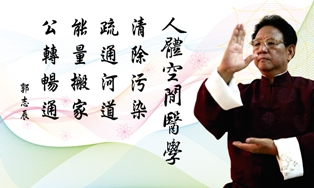 人體空間醫學
清除污染
疏通河道
能量搬家
公轉暢通
郭志辰